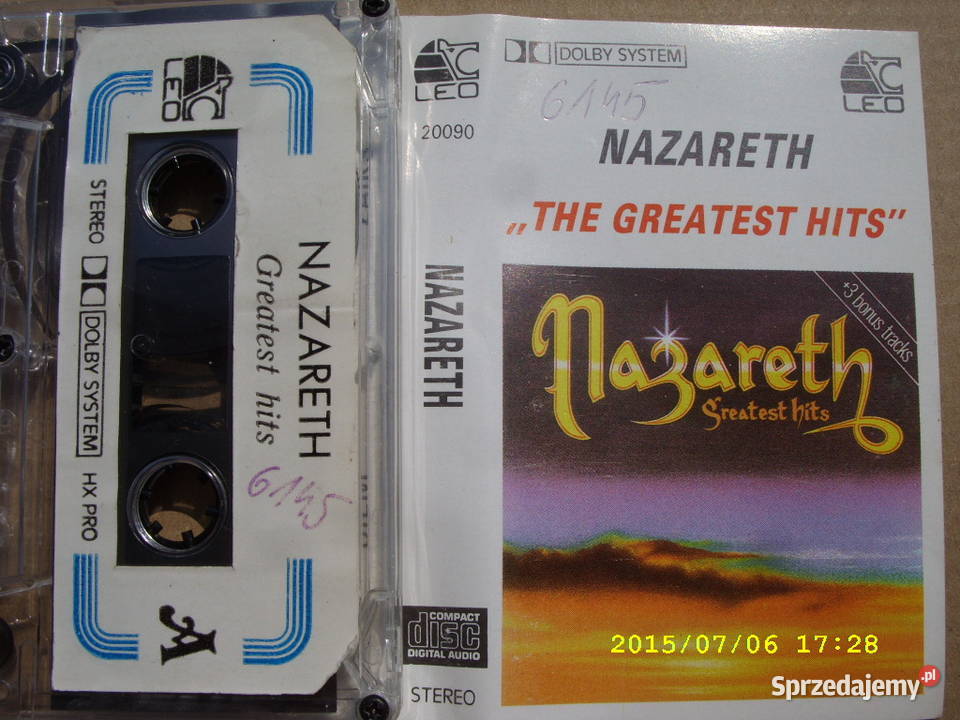 LEO
STEREO
DOLBY SYSTEM
HX PRO
NAZARETH
Greatest hits
6145
A
LEO
20090
NAZARETH
COMPACT
disc
DIGITAL AUDIO
STEREO
DOLBY SYSTEM
6145
LEO
NAZARETH
„THE GREATEST HITS”
+3 bonus tracks
Nazareth
Greatest hits
2015/07/06 17:28
Sprzedajemy.pl